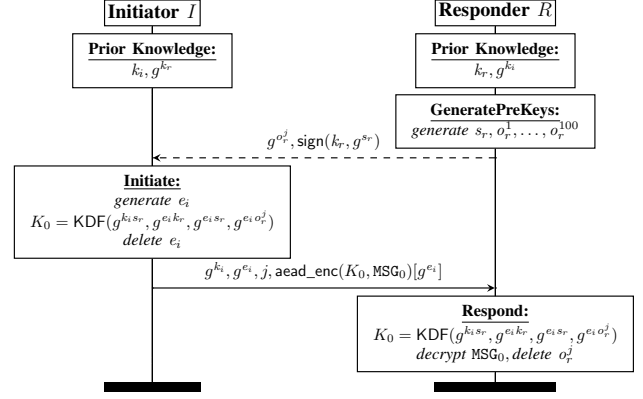 Initiator I
Responder R
Prior Knowledge:
k_i, g^{k_r}
Prior Knowledge:
k_r, g^{k_i}
GeneratePreKeys:
generate s_r, o_r^1, …, o_r^{100}
g^{o_r^j}, sign(k_r, g^{s_r})
Initiate:
generate e_i
K_0 = KDF(g^{k_i s_r}, g^{e_i k_r}, g^{e_i s_r}, g^{e_i o_r^j})
delete e_i
g^{k_i}, g^{e_i}, j, aead_enc(K_0, MSG_0)[g^{e_i}]
Respond:
K_0 = KDF(g^{k_i s_r}, g^{e_i k_r}, g^{e_i s_r}, g^{e_i o_r^j})
decrypt MSG_0, delete o_r^j